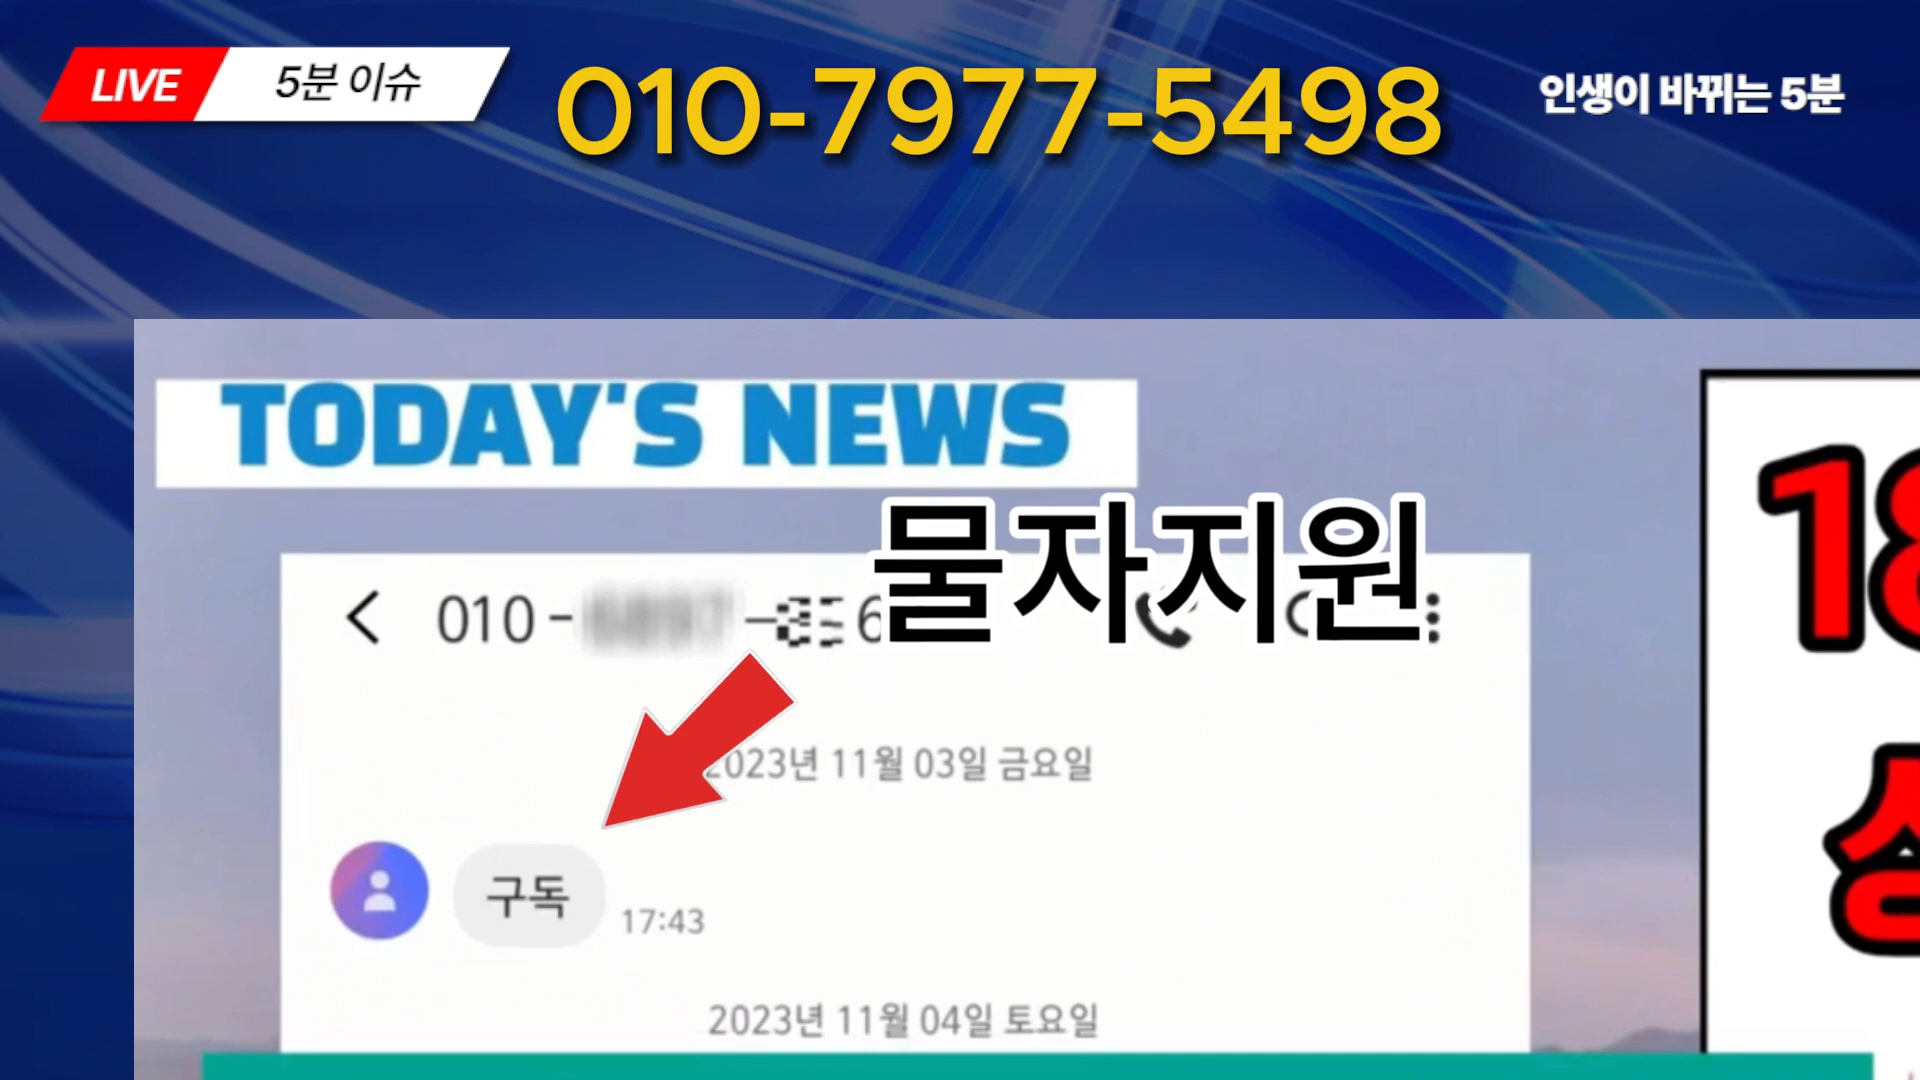 LIVE 5분 이슈
010-7977-5498
인생이 바뀌는 5분
TODAY'S NEWS
물자지원
010-
2023년 11월 03일 금요일
구독
17:43
2023년 11월 04일 토요일